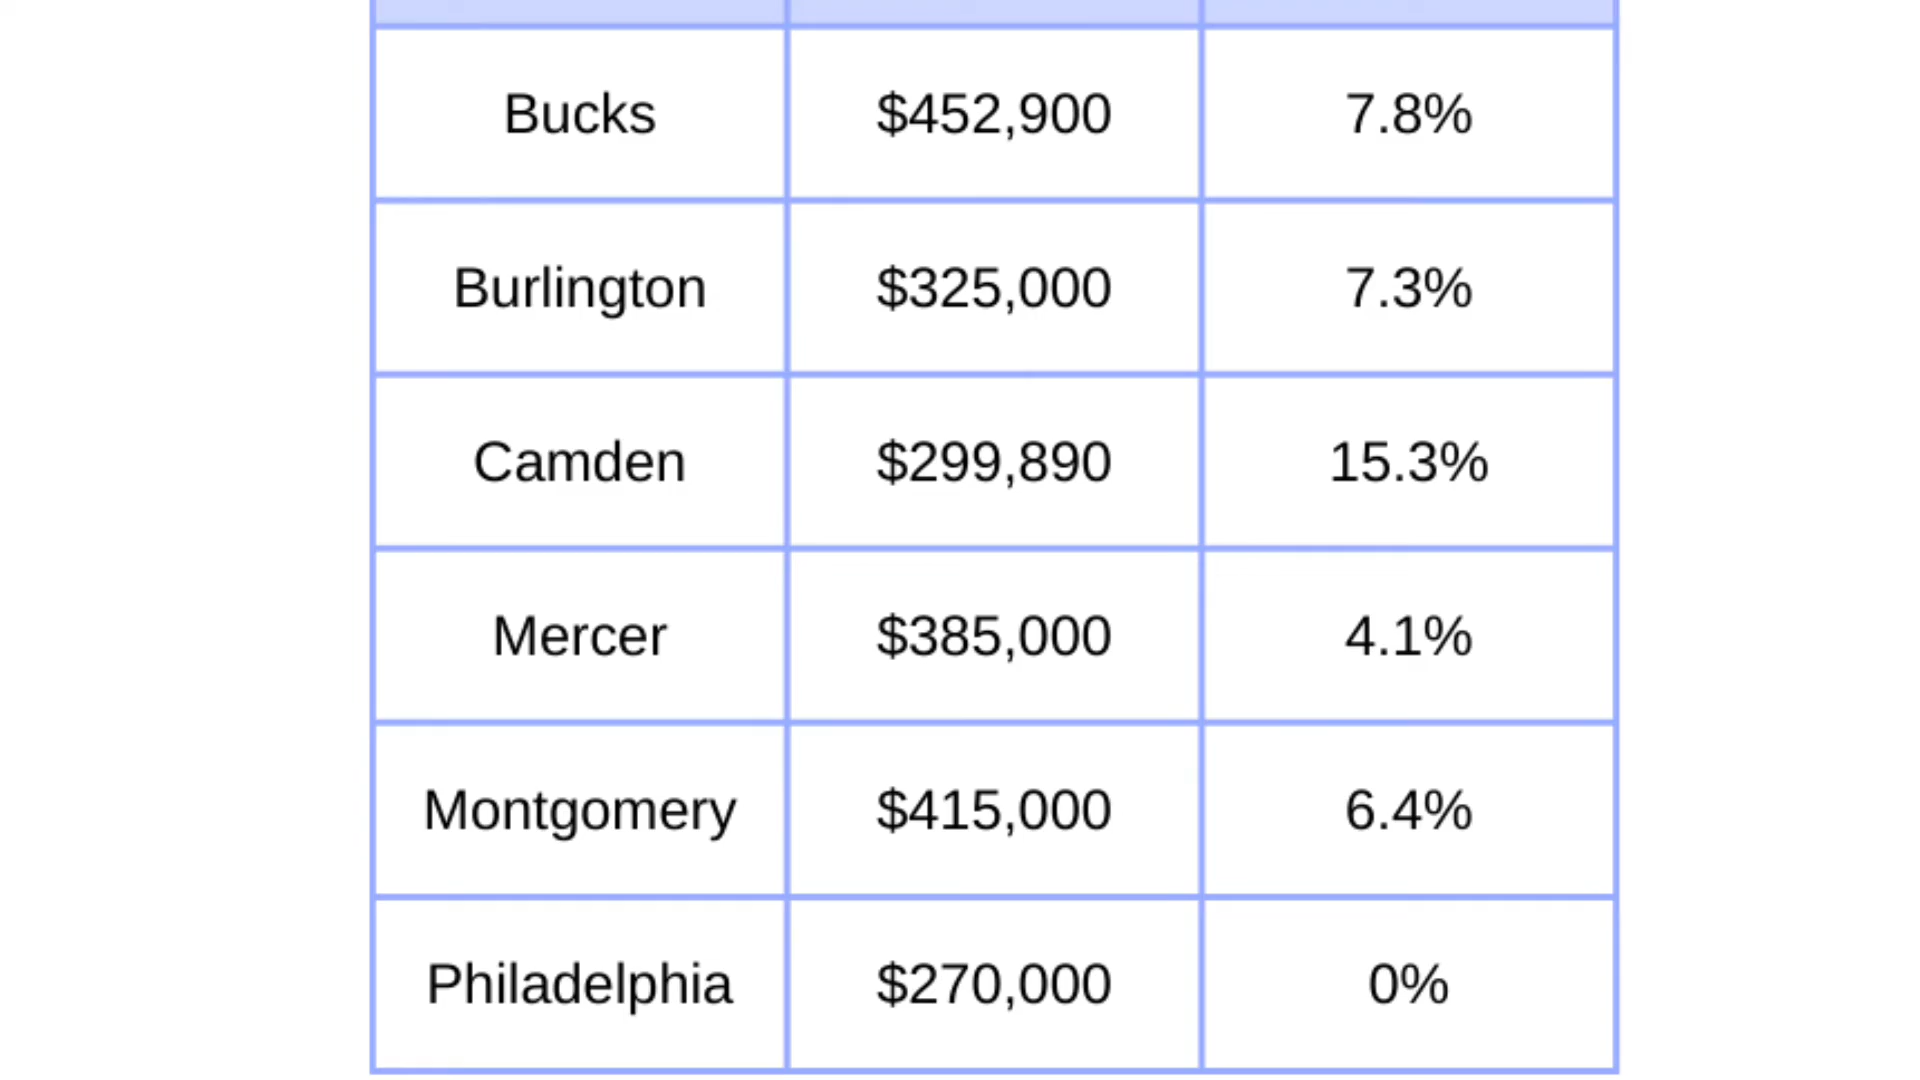 Bucks $452,900 7.8%
Burlington $325,000 7.3%
Camden $299,890 15.3%
Mercer $385,000 4.1%
Montgomery $415,000 6.4%
Philadelphia $270,000 0%